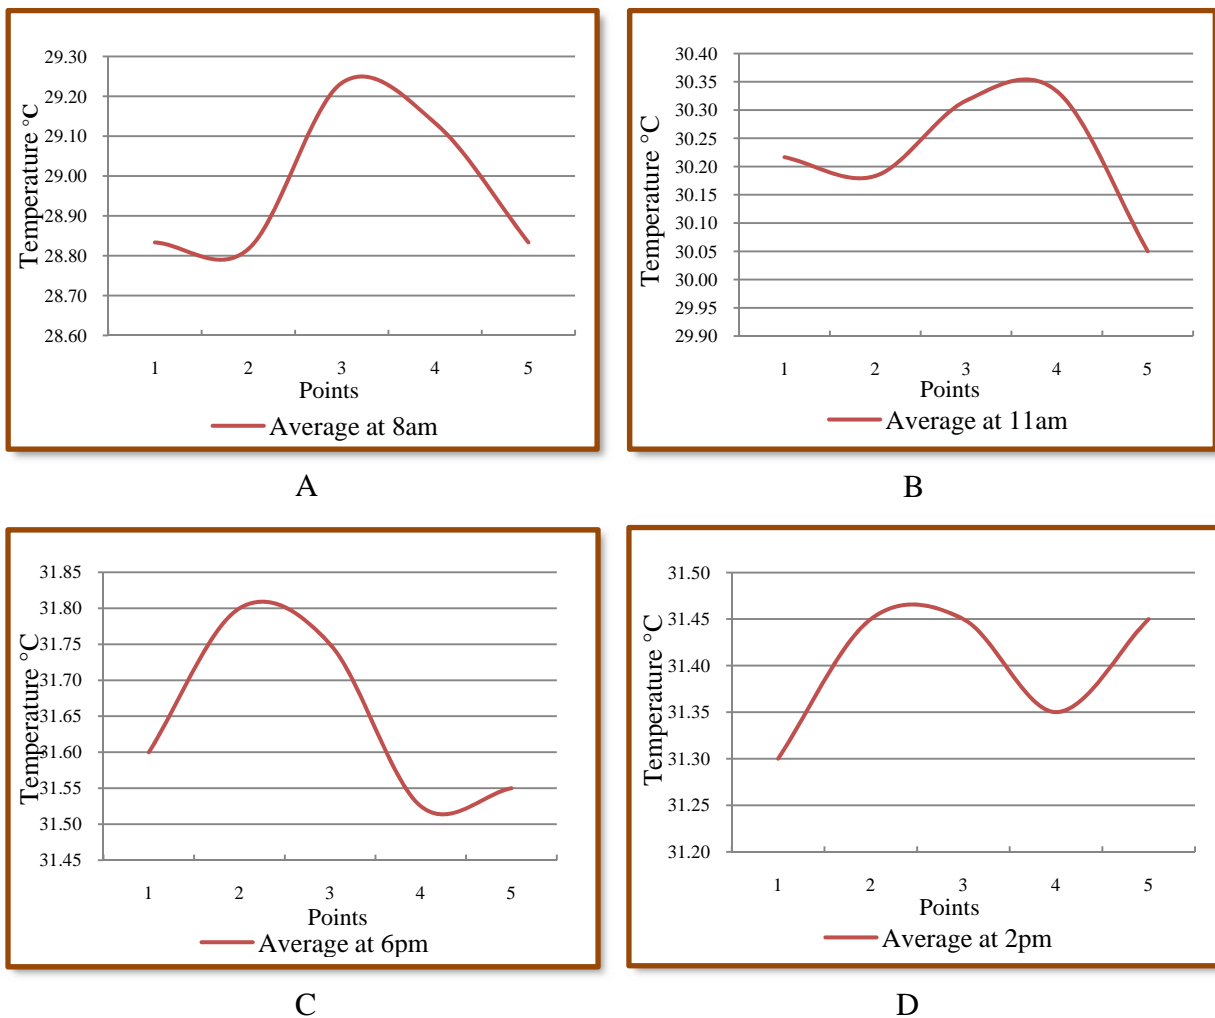 29.30
29.20
29.10
29.00
28.90
28.80
28.70
28.60
Temperature °C
1 2 3 4 5
Points
Average at 8am
A
30.40
30.35
30.30
30.25
30.20
30.15
30.10
30.05
30.00
29.95
29.90
Temperature °C
1 2 3 4 5
Points
Average at 11am
B
31.85
31.80
31.75
31.70
31.65
31.60
31.55
31.50
31.45
Temperature °C
1 2 3 4 5
Points
Average at 6pm
C
31.50
31.45
31.40
31.35
31.30
31.25
31.20
Temperature °C
1 2 3 4 5
Points
Average at 2pm
D